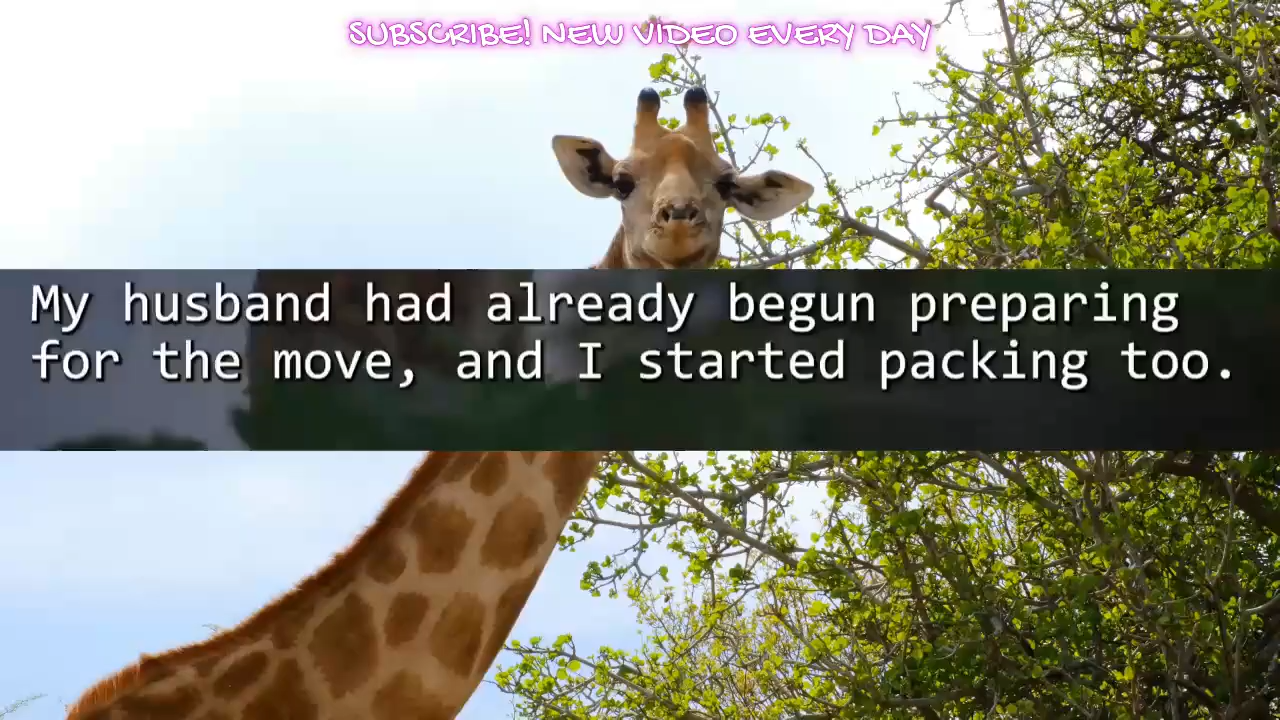 SUBSCRIBE! NEW VIDEO EVERY DAY
My husband had already begun preparing
for the move, and I started packing too.